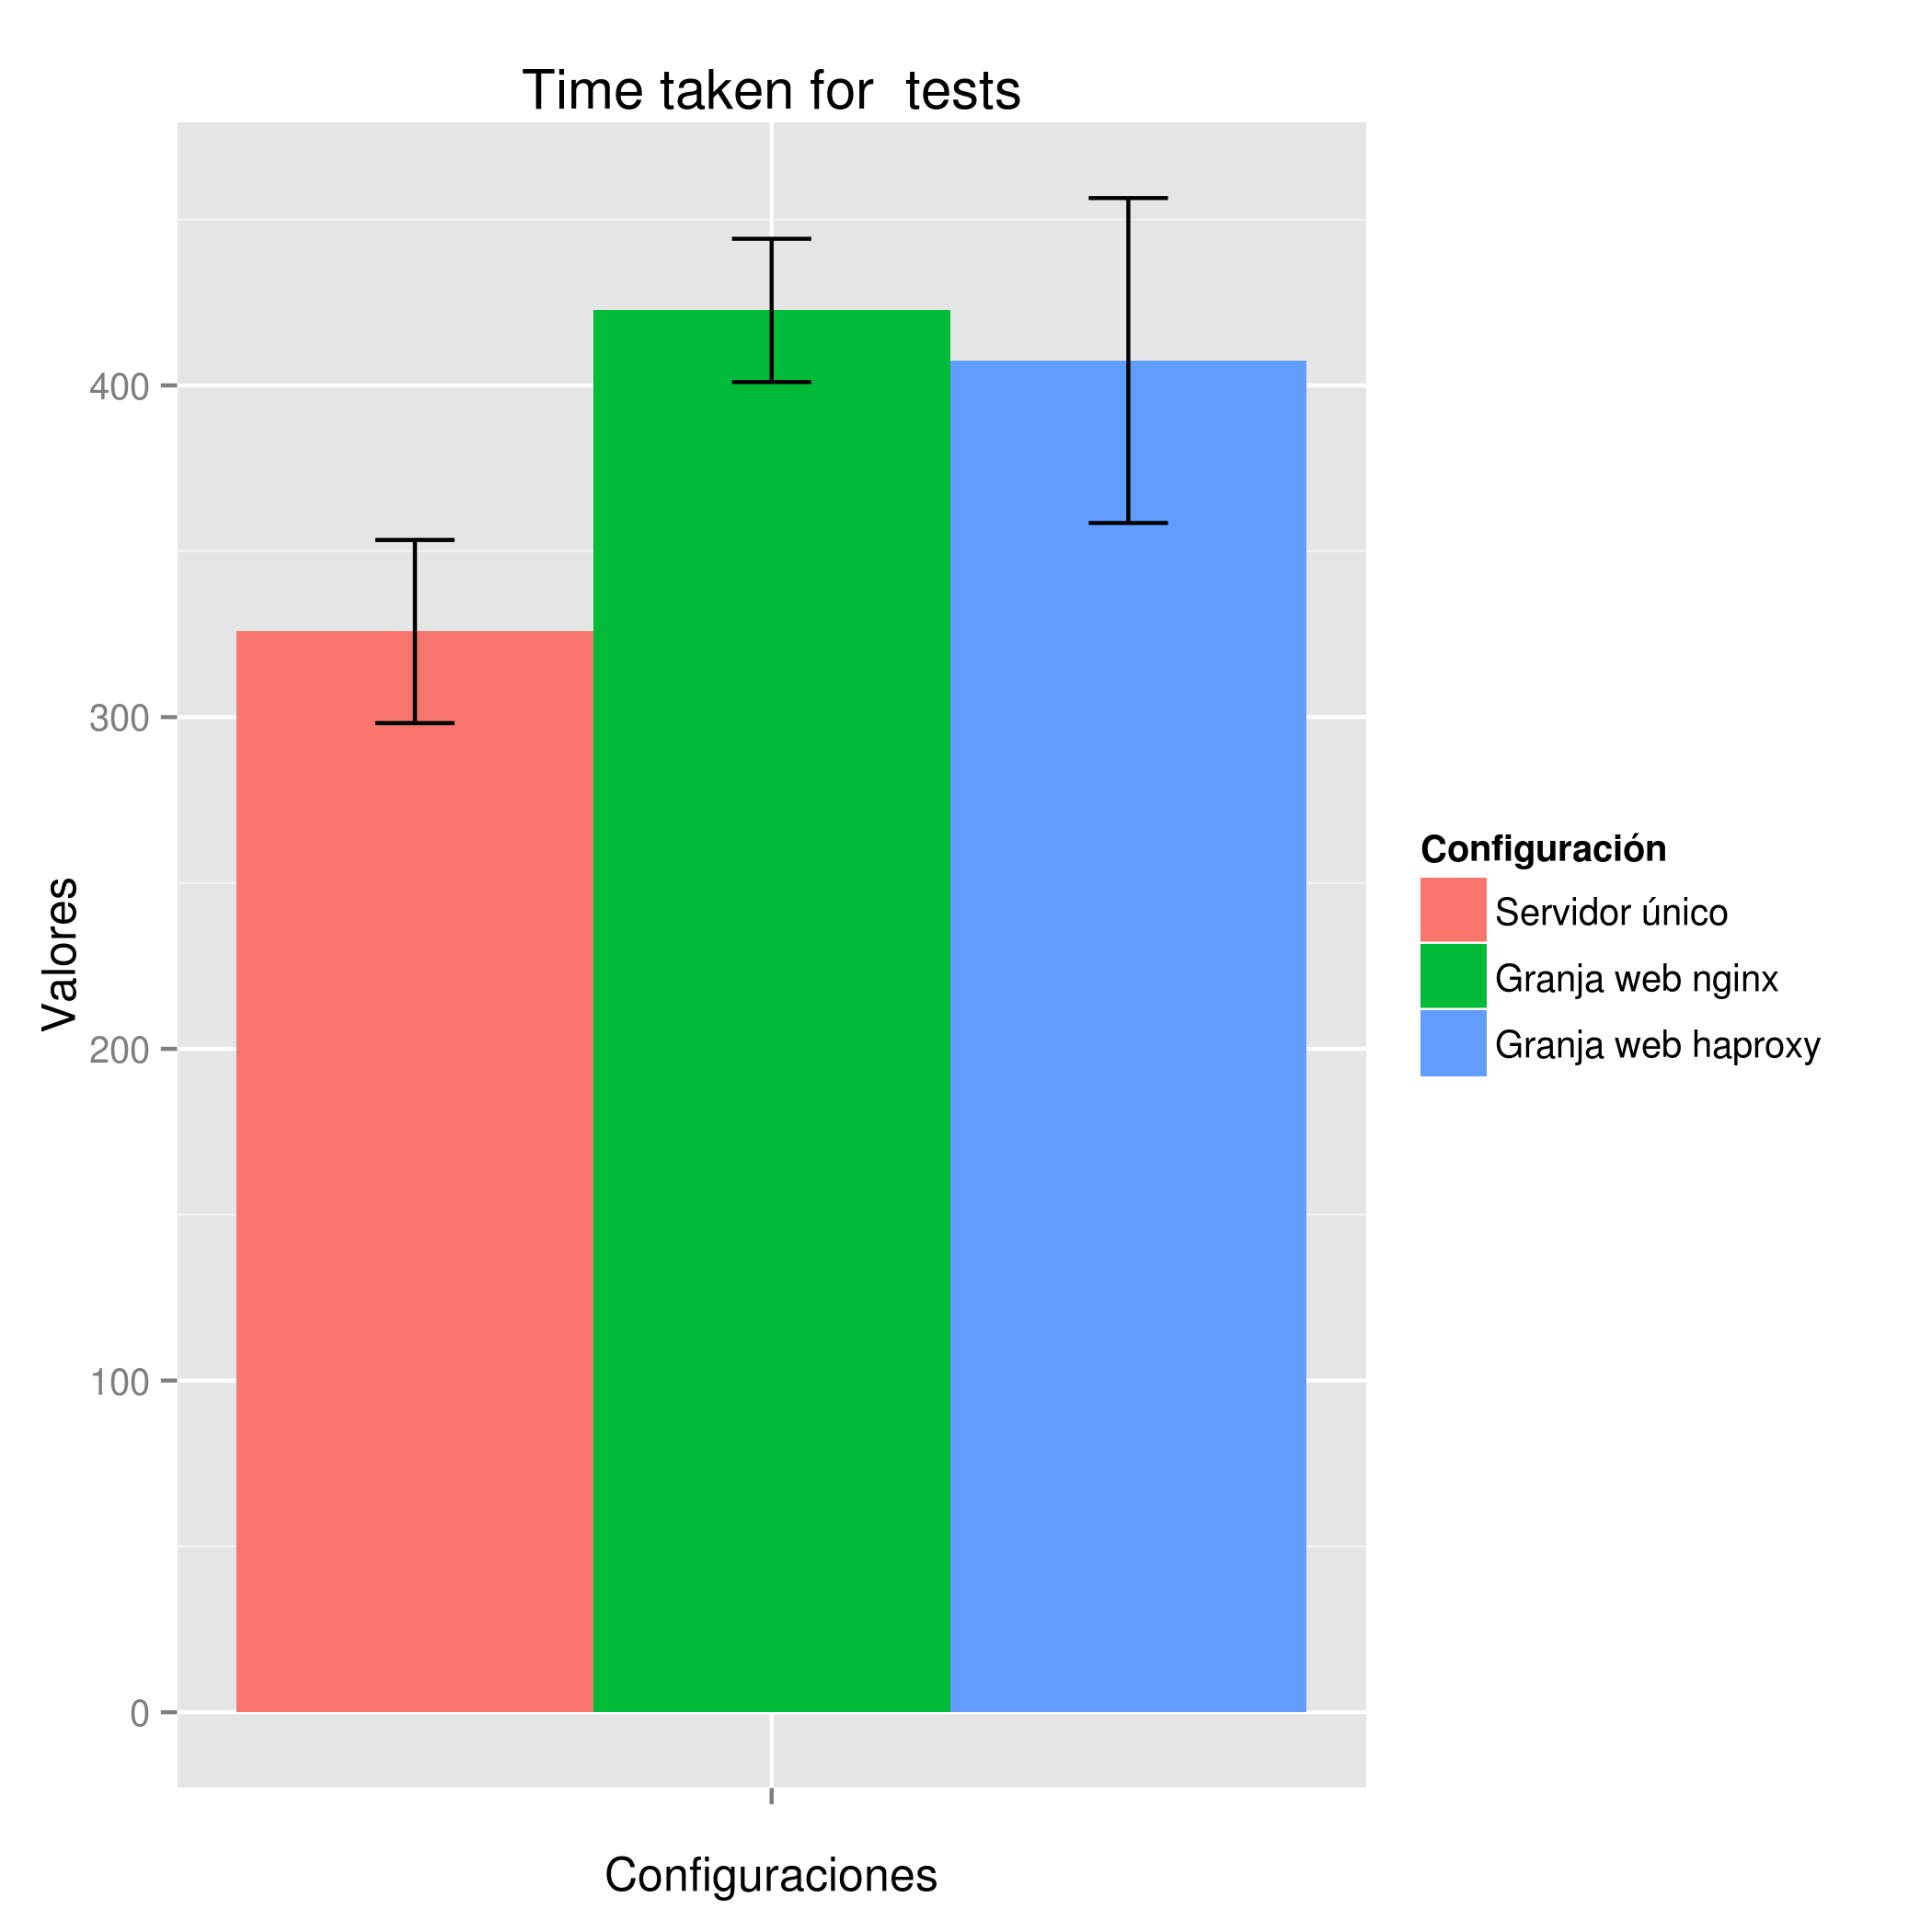 Time taken for  tests
Valores
400
300
200
100
0
Configuraciones
Configuración
Servidor único
Granja web nginx
Granja web haproxy